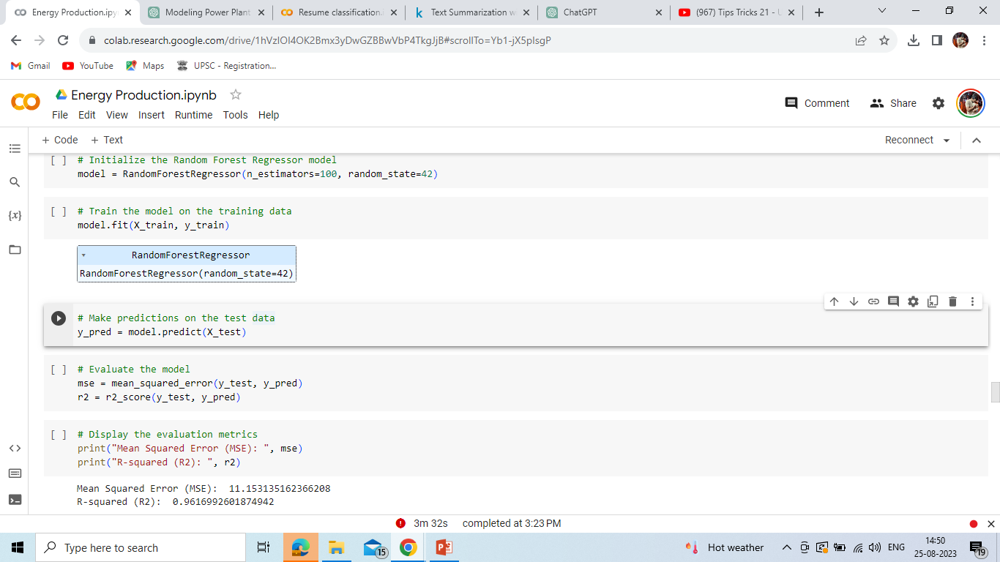 Energy Production.ipy
Modeling Power Plant
Resume classification.
Text Summarization w
ChatGPT
(967) Tips Tricks 21 - U
colab.research.google.com/drive/1hVzlOI4OK2Bmx3yDwGZBBwVbP4TkgJjB#scrollTo=Yb1-jX5pIsgP
Gmail
YouTube
Maps
UPSC - Registration...
Energy Production.ipynb
File Edit View Insert Runtime Tools Help
Comment
Share
+ Code + Text
Reconnect
[ ] # Initialize the Random Forest Regressor model
model = RandomForestRegressor(n_estimators=100, random_state=42)
[ ] # Train the model on the training data
model.fit(X_train, y_train)
RandomForestRegressor
RandomForestRegressor(random_state=42)
# Make predictions on the test data
y_pred = model.predict(X_test)
[ ] # Evaluate the model
mse = mean_squared_error(y_test, y_pred)
r2 = r2_score(y_test, y_pred)
[ ] # Display the evaluation metrics
print("Mean Squared Error (MSE): ", mse)
print("R-squared (R2): ", r2)
Mean Squared Error (MSE):  11.153135162366208
R-squared (R2):  0.9616992601874942
{x}
<>
3m 32s completed at 3:23 PM
Type here to search
15
Hot weather
ENG
14:50
25-08-2023
19